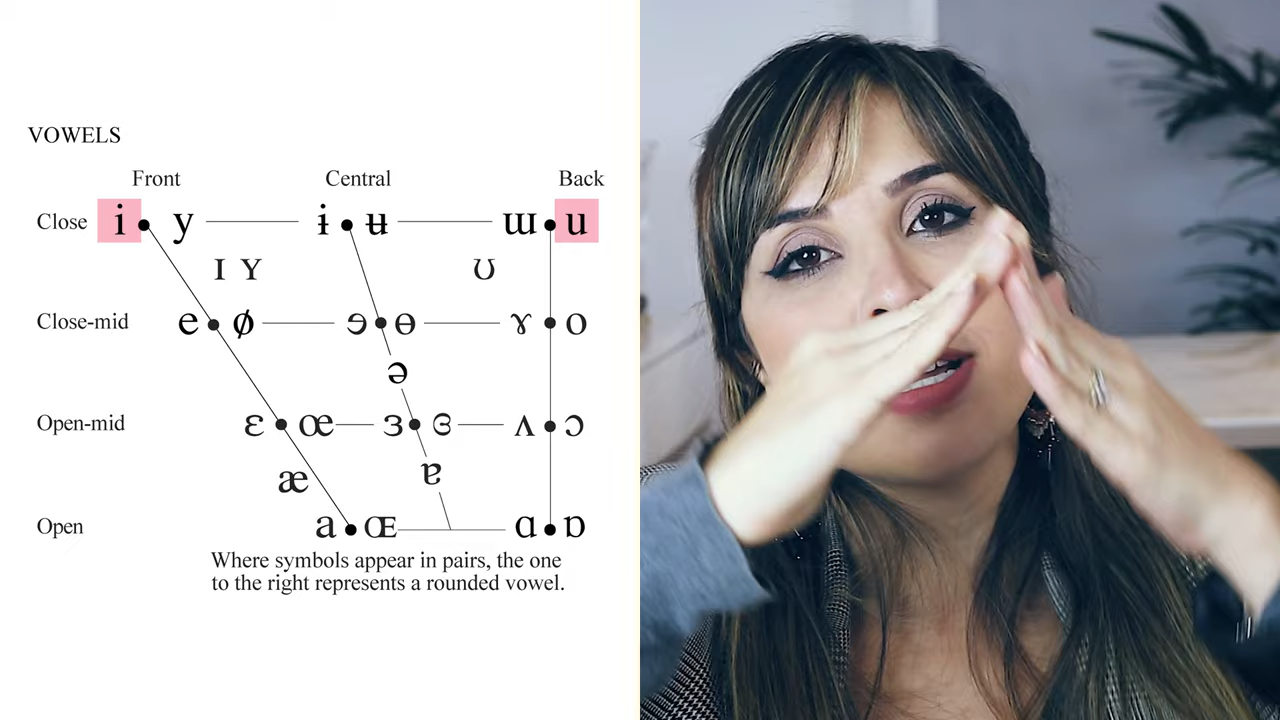 VOWELS
Front Central Back
Close i y ɨ ʉ ɯ u
ɪ ʏ ʊ
Close-mid e ø ɘ ɵ ɤ o
ə
Open-mid ɛ œ ɜ ɞ ʌ ɔ
æ ɐ
Open a ɶ ɑ ɒ
Where symbols appear in pairs, the one
to the right represents a rounded vowel.